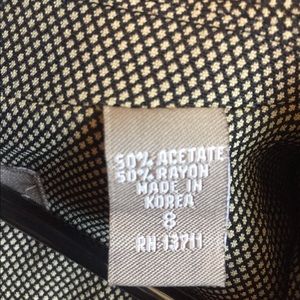 50% ACETATE
50% RAYON
MADE IN
KOREA
8
RN 13711